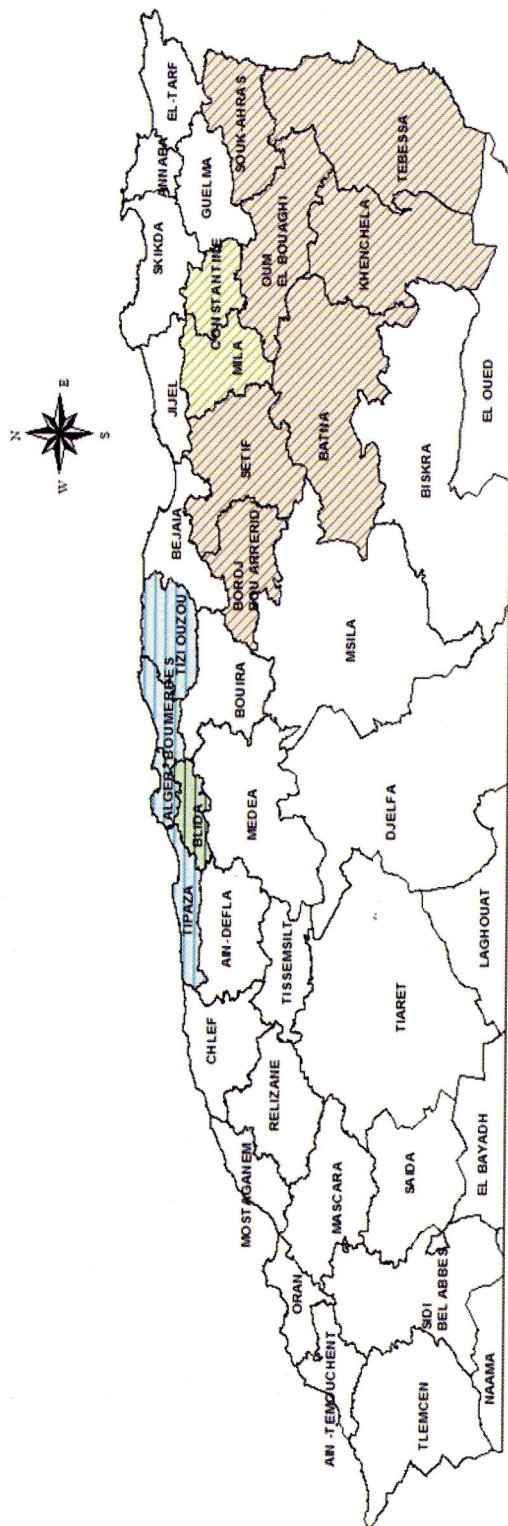 N
W
E
S
EL-TARF
ANNABA
SKIKDA
GUELMA
SOUK-AHRAS
CONSTANTINE
MILA
JIJEL
OUM
EL BOUAGHI
TEBESSA
KHENCHELA
SETIF
BATNA
BEJAIA
BORDJ
BOU ARRERIDJ
BISKRA
EL OUED
TIZI OUZOU
BOUMERDES
ALGER
BOUIRA
MSILA
BLIDA
MEDEA
DJELFA
TIPAZA
AIN-DEFLA
TISSEMSILT
LAGHOUAT
CHLEF
TIARET
RELIZANE
MOSTAGANEM
MASCARA
SAIDA
EL BAYADH
ORAN
SIDI
BEL ABBES
AIN -TEMOUCHENT
TLEMCEN
NAAMA